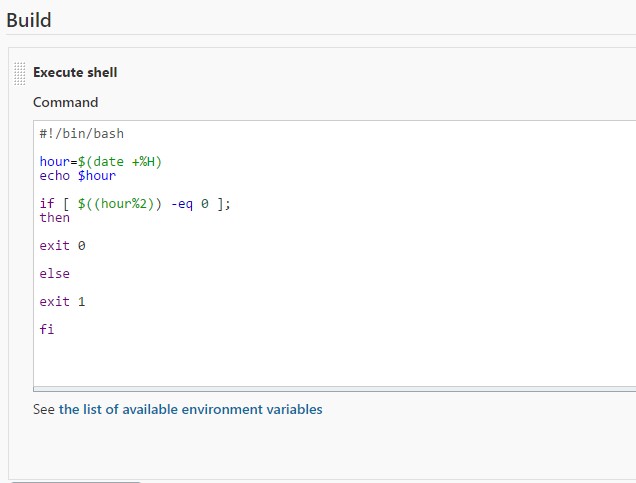 Build
Execute shell
Command
#!/bin/bash
hour=$(date +%H)
echo $hour
if [ $((hour%2)) -eq 0 ];
then
exit 0
else
exit 1
fi
See the list of available environment variables